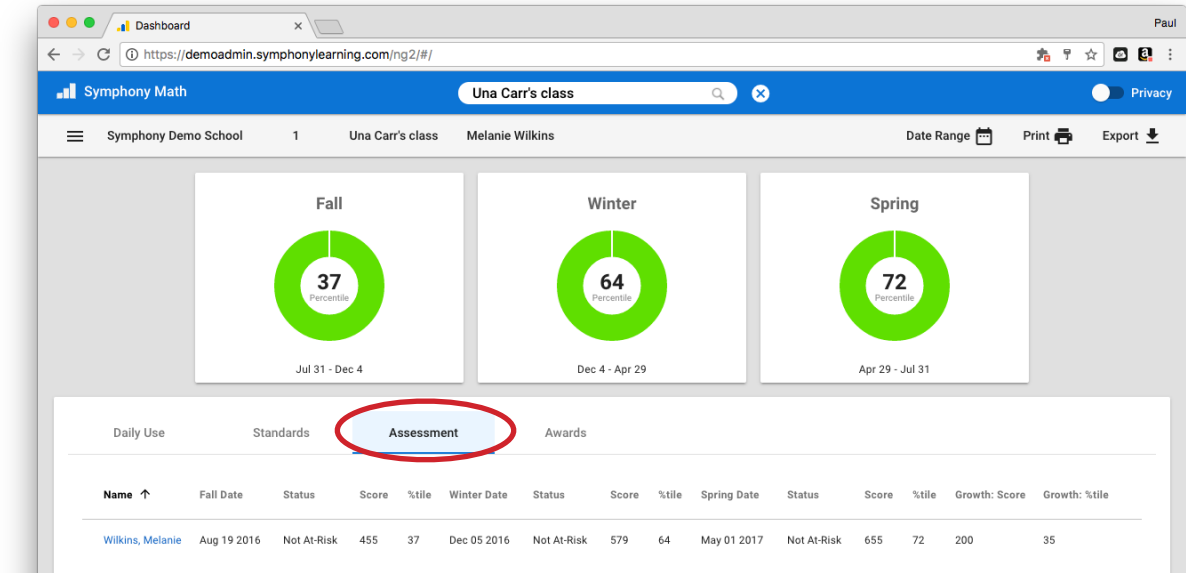 Dashboard
Paul
https://demoadmin.symphonylearning.com/ng2/#/
Symphony Math
Una Carr's class
Privacy
Symphony Demo School 1 Una Carr's class Melanie Wilkins Date Range Print Export
Fall Winter Spring
37 64 72
Percentile Percentile Percentile
Jul 31 - Dec 4 Dec 4 - Apr 29 Apr 29 - Jul 31
Daily Use Standards Assessment Awards
Name Fall Date Status Score %tile Winter Date Status Score %tile Spring Date Status Score %tile Growth: Score Growth: %tile
Wilkins, Melanie Aug 19 2016 Not At-Risk 455 37 Dec 05 2016 Not At-Risk 579 64 May 01 2017 Not At-Risk 655 72 200 35